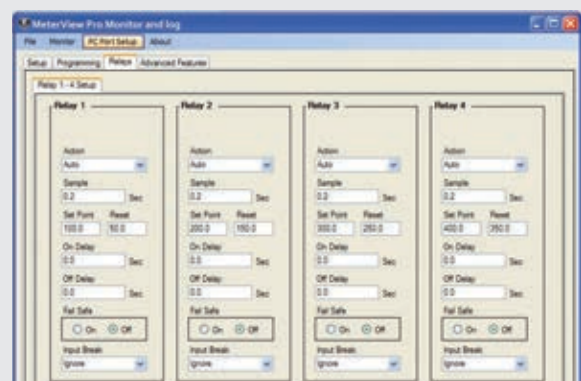 MeterView Pro Monitor and log
File Monitor PC Port Setup About
Setup Programming Relays Advanced Features
Relay 1 - 4 Setup
Relay 1 Relay 2 Relay 3 Relay 4
Action Action Action Action
Auto Auto Auto Auto
Sample Sample Sample Sample
0.2 Sec 0.2 Sec 0.2 Sec 0.2 Sec
Set Point Reset Set Point Reset Set Point Reset Set Point Reset
100.0 50.0 200.0 150.0 300.0 250.0 400.0 350.0
On Delay On Delay On Delay On Delay
0.0 Sec 0.0 Sec 0.0 Sec 0.0 Sec
Off Delay Off Delay Off Delay Off Delay
0.0 Sec 0.0 Sec 0.0 Sec 0.0 Sec
Fail Safe Fail Safe Fail Safe Fail Safe
On Off On Off On Off On Off
Input Break Input Break Input Break Input Break
Ignore Ignore Ignore Ignore